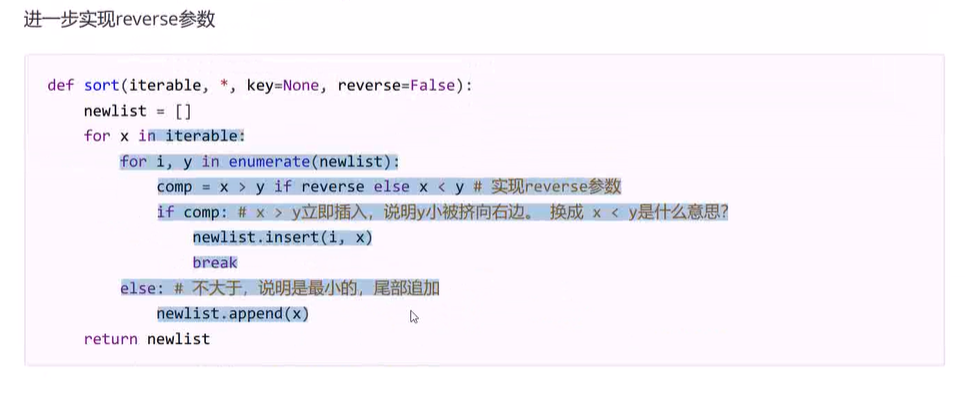 进一步实现reverse参数
def sort(iterable, *, key=None, reverse=False):
    newlist = []
    for x in iterable:
        for i, y in enumerate(newlist):
            comp = x > y if reverse else x < y # 实现reverse参数
            if comp: # x > y立即插入，说明y小被挤向右边。 换成 x < y是什么意思?
                newlist.insert(i, x)
                break
        else: # 不大于，说明是最小的，尾部追加
            newlist.append(x)
    return newlist